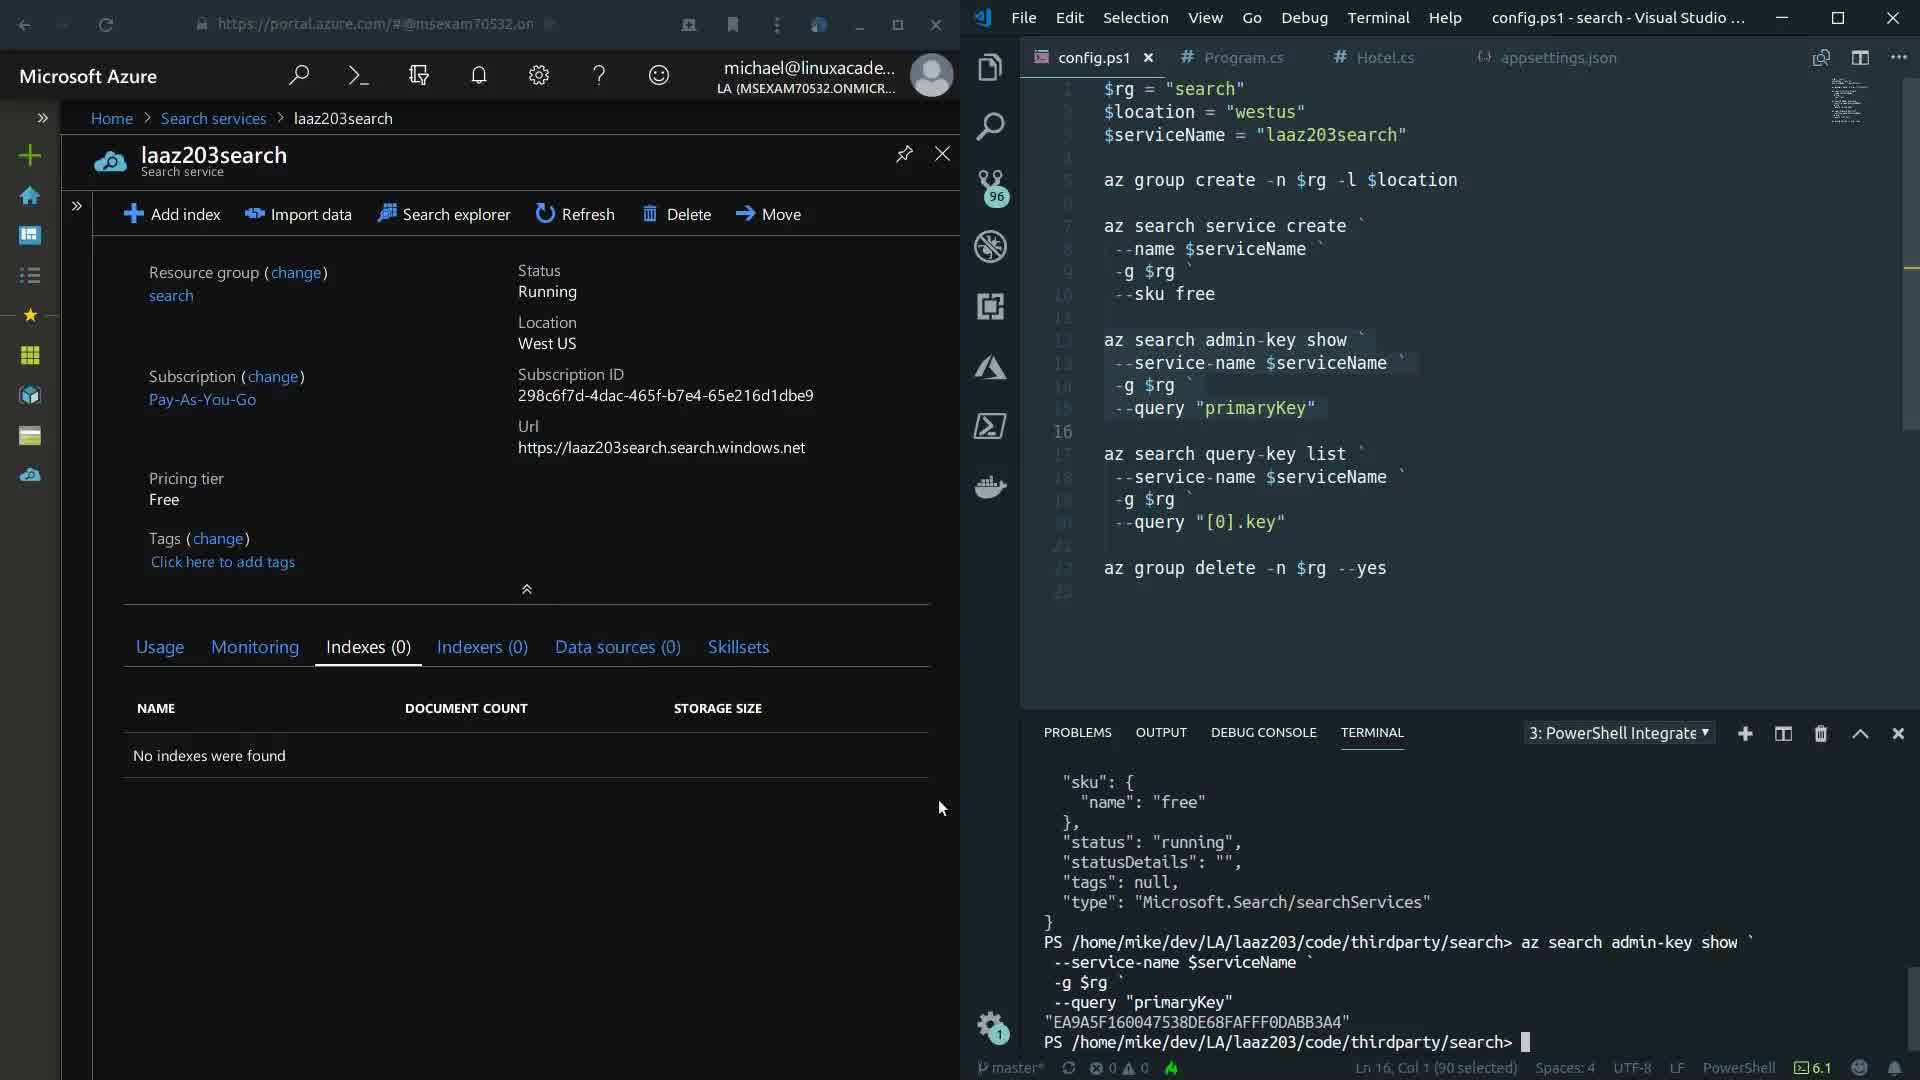 https://portal.azure.com/#@msexam70532.on
Microsoft Azure
michael@linuxacade...
LA (MSEXAM70532.ONMICR...
Home > Search services > laaz203search
laaz203search
Search service
Add index
Import data
Search explorer
Refresh
Delete
Move
Resource group (change)
search
Status
Running
Location
West US
Subscription (change)
Pay-As-You-Go
Subscription ID
298c6f7d-4dac-465f-b7e4-65e216d1dbe9
Url
https://laaz203search.search.windows.net
Pricing tier
Free
Tags (change)
Click here to add tags
Usage
Monitoring
Indexes (0)
Indexers (0)
Data sources (0)
Skillsets
NAME
DOCUMENT COUNT
STORAGE SIZE
No indexes were found
File Edit Selection View Go Debug Terminal Help
config.ps1 - search - Visual Studio ...
config.ps1
Program.cs
Hotel.cs
appsettings.json
96
1 $rg = "search"
2 $location = "westus"
3 $serviceName = "laaz203search"
4
5 az group create -n $rg -l $location
6
7 az search service create `
8 --name $serviceName `
9 -g $rg `
10 --sku free
11
12 az search admin-key show `
13 --service-name $serviceName `
14 -g $rg `
15 --query "primaryKey"
16
17 az search query-key list `
18 --service-name $serviceName `
19 -g $rg `
20 --query "[0].key"
21
22 az group delete -n $rg --yes
23
PROBLEMS OUTPUT DEBUG CONSOLE TERMINAL
3: PowerShell Integrate
"sku": {
"name": "free"
},
"status": "running",
"statusDetails": "",
"tags": null,
"type": "Microsoft.Search/searchServices"
}
PS /home/mike/dev/LA/laaz203/code/thirdparty/search> az search admin-key show `
--service-name $serviceName `
-g $rg `
--query "primaryKey"
"EA9A5F160047538DE68FAFFF0DABB3A4"
PS /home/mike/dev/LA/laaz203/code/thirdparty/search>
1
master*
0
0
Ln 16, Col 1 (90 selected)
Spaces: 4
UTF-8
LF
PowerShell
6.1